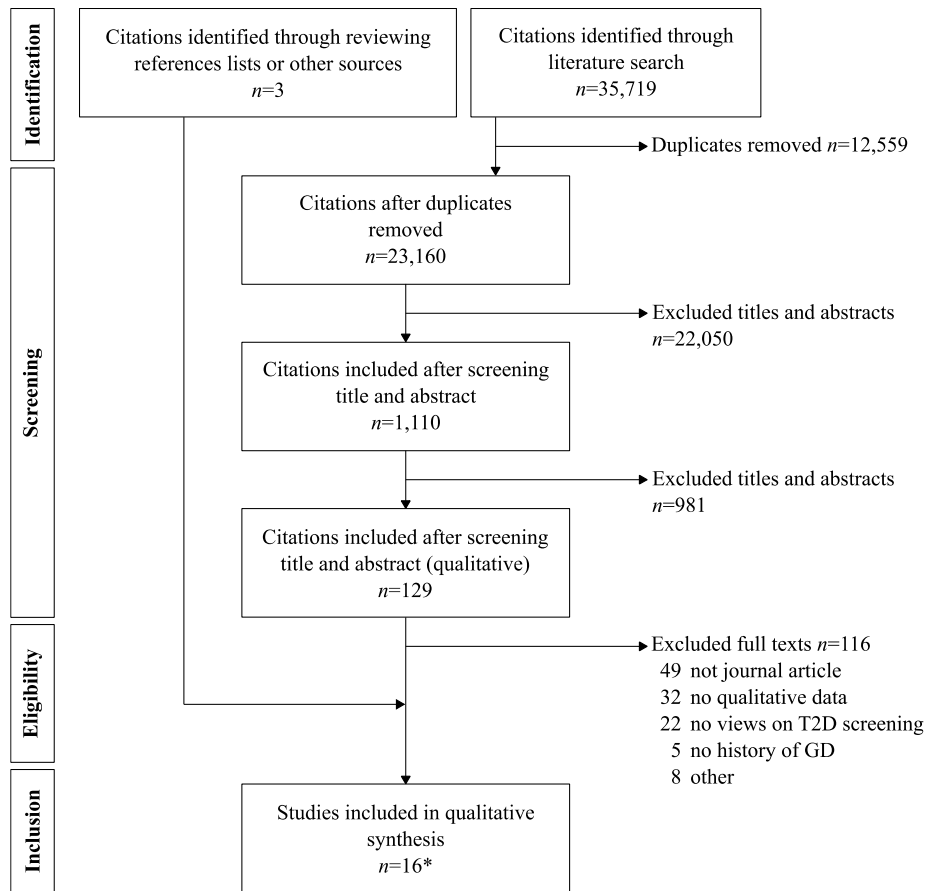 Identification
Citations identified through reviewing
references lists or other sources
n=3
Citations identified through
literature search
n=35,719
Duplicates removed n=12,559
Screening
Citations after duplicates
removed
n=23,160
Excluded titles and abstracts
n=22,050
Citations included after screening
title and abstract
n=1,110
Excluded titles and abstracts
n=981
Citations included after screening
title and abstract (qualitative)
n=129
Eligibility
Excluded full texts n=116
49 not journal article
32 no qualitative data
22 no views on T2D screening
5 no history of GD
8 other
Inclusion
Studies included in qualitative
synthesis
n=16*